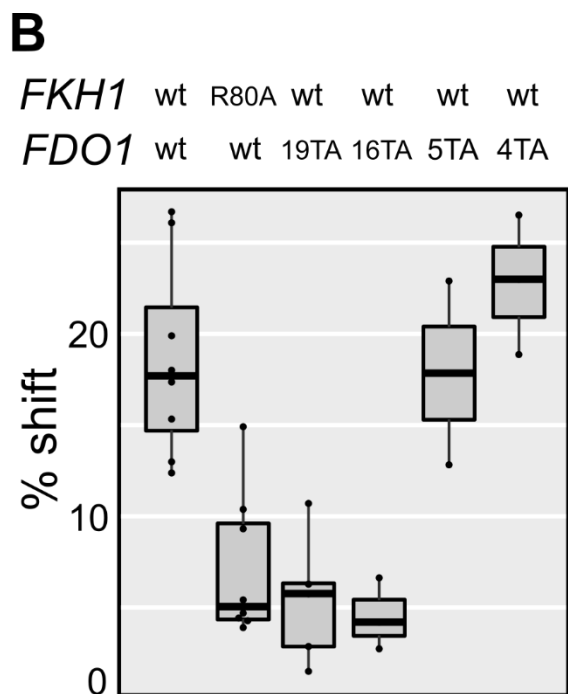 B
FKH1 wt R80A wt wt wt wt
FDO1 wt wt 19TA 16TA 5TA 4TA
20
10
0
% shift